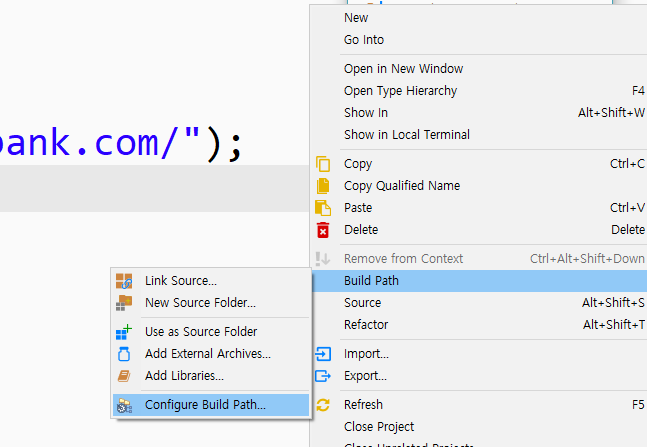 New
Go Into
Open in New Window
Open Type Hierarchy F4
Show In Alt+Shift+W
Show in Local Terminal
bank.com/");
Copy Ctrl+C
Copy Qualified Name
Paste Ctrl+V
Delete Delete
Remove from Context Ctrl+Alt+Shift+Down
Build Path
Source Alt+Shift+S
Refactor Alt+Shift+T
Import...
Export...
Refresh F5
Close Project
Link Source...
New Source Folder...
Use as Source Folder
Add External Archives...
Add Libraries...
Configure Build Path...